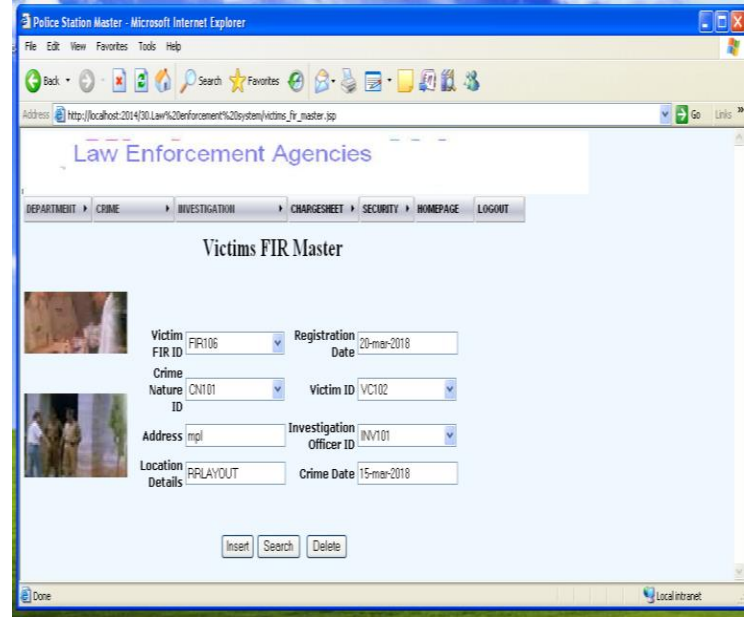 Police Station Master - Microsoft Internet Explorer
File Edit View Favorites Tools Help
Back Search Favorites
Address http://localhost:2014/30.Law%20enforcement%20system/victims_fir_master.jsp Go Links »
Law Enforcement Agencies
DEPARTMENT CRIME INVESTIGATION CHARGESHEET SECURITY HOMEPAGE LOGOUT
Victims FIR Master
Victim FIR ID FIR106 Registration Date 20-mar-2018
Crime Nature ID CN101 Victim ID VC102
Address mpl Investigation Officer ID INV101
Location Details RRLAYOUT Crime Date 15-mar-2018
Insert Search Delete
Done Local intranet